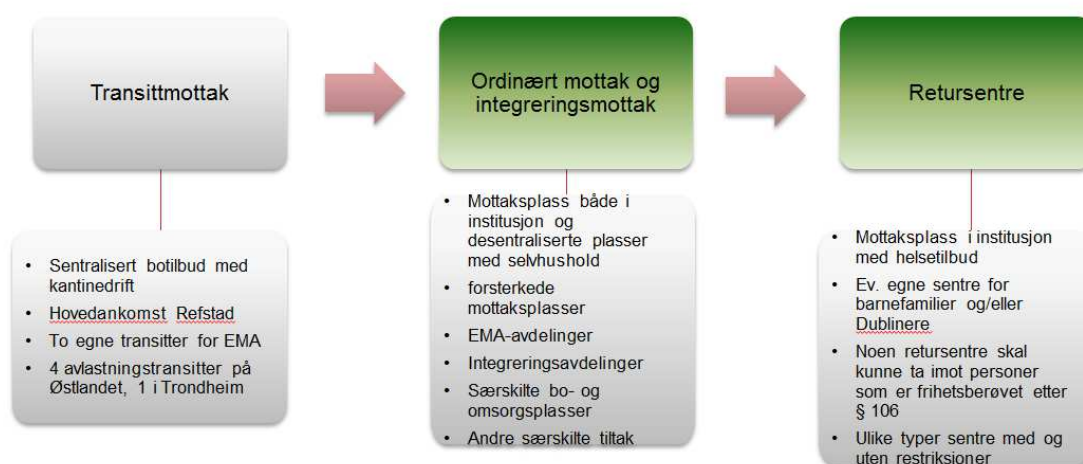 Transittmottak
Ordinært mottak og
integreringsmottak
Retursentre
• Sentralisert botilbud med
kantinedrift
• Hovedankomst Refstad
• To egne transitter for EMA
• 4 avlastningstransitter på
Østlandet, 1 i Trondheim
• Mottaksplass både i
institusjon og
desentraliserte plasser
med selvhushold
• forsterkede
mottaksplasser
• EMA-avdelinger
• Integreringsavdelinger
• Særskilte bo- og
omsorgsplasser
• Andre særskilte tiltak
• Mottaksplass i institusjon
med helsetilbud
• Ev. egne sentre for
barnefamilier og/eller
Dublinere
• Noen retursentre skal
kunne ta imot personer
som er frihetsberøvet etter
§ 106
• Ulike typer sentre med og
uten restriksjoner